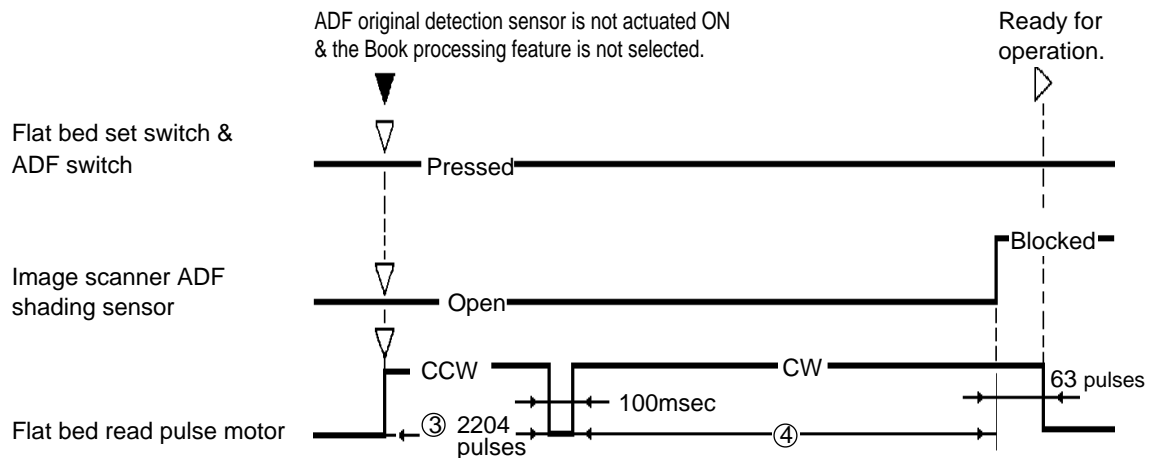 ADF original detection sensor is not actuated ON
& the Book processing feature is not selected.
Ready for
operation.
Flat bed set switch &
ADF switch
Pressed
Blocked
Image scanner ADF
shading sensor
Open
CCW
CW
63 pulses
100msec
Flat bed read pulse motor
③ 2204
pulses
④